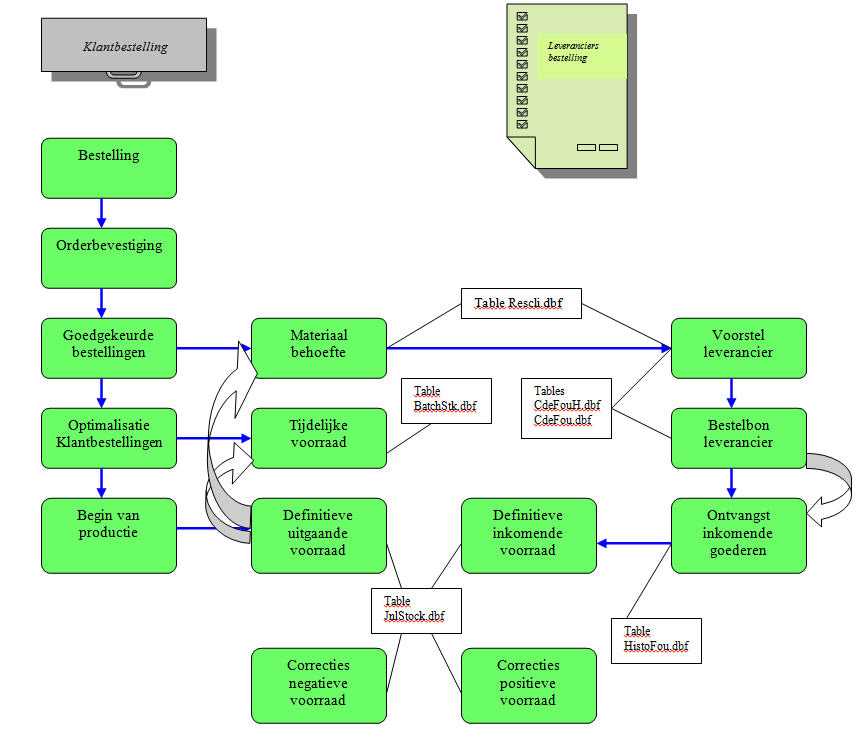 Klantbestelling
Leveranciers
bestelling
Bestelling
Orderbevestiging
Goedgekeurde
bestellingen
Materiaal
behoefte
Table Rescli.dbf
Voorstel
leverancier
Optimalisatie
Klantbestellingen
Tijdelijke
voorraad
Table
BatchStk.dbf
Tables
CdeFouH.dbf
CdeFou.dbf
Bestelbon
leverancier
Begin van
productie
Definitieve
uitgaande
voorraad
Definitieve
inkomende
voorraad
Ontvangst
inkomende
goederen
Table
JnlStock.dbf
Table
HistoFou.dbf
Correcties
negatieve
voorraad
Correcties
positieve
voorraad